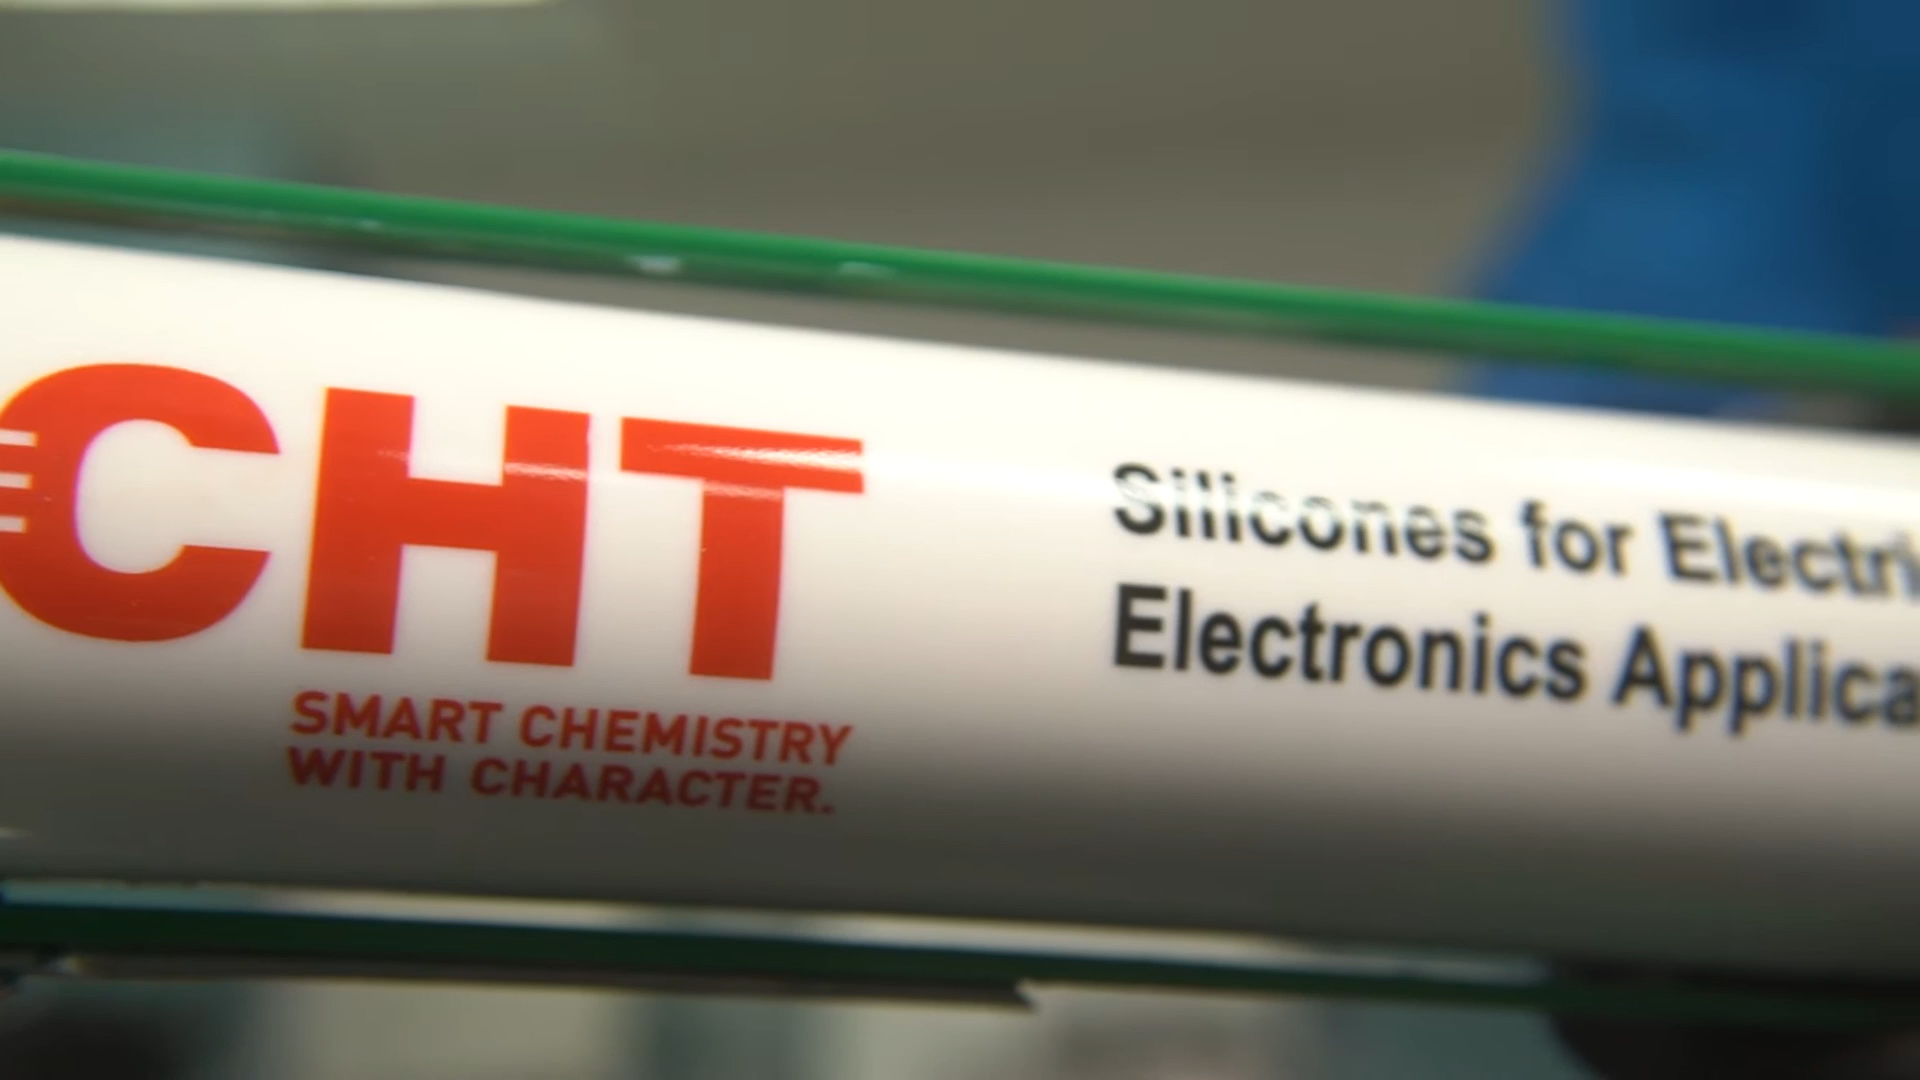 CHT
SMART CHEMISTRY
WITH CHARACTER.
Silicones for Electri
Electronics Applica